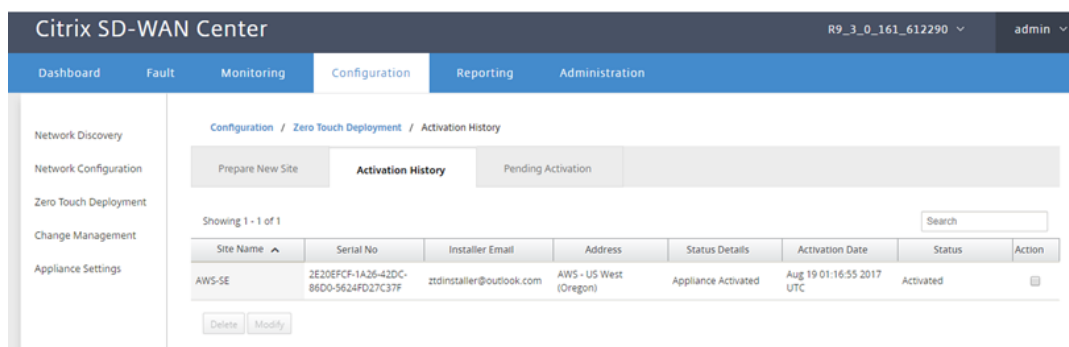 Citrix SD-WAN Center
R9_3_0_161_612290
admin
Dashboard Fault Monitoring Configuration Reporting Administration
Network Discovery
Network Configuration
Zero Touch Deployment
Change Management
Appliance Settings
Configuration / Zero Touch Deployment / Activation History
Prepare New Site Activation History Pending Activation
Showing 1 - 1 of 1
Search
Site Name Serial No Installer Email Address Status Details Activation Date Status Action
AWS-SE
2E20EFCF-1A26-42DC-
86D0-5624FD27C37F
ztdinstaller@outlook.com
AWS - US West
(Oregon)
Appliance Activated
Aug 19 01:16:55 2017
UTC
Activated
Delete Modify